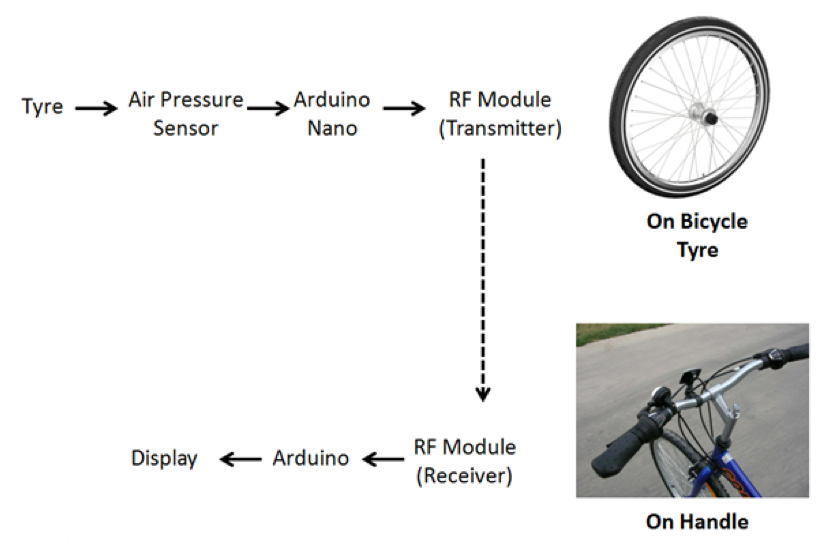 Tyre
Air Pressure
Sensor
Arduino
Nano
RF Module
(Transmitter)
On Bicycle
Tyre
Display
Arduino
RF Module
(Receiver)
On Handle